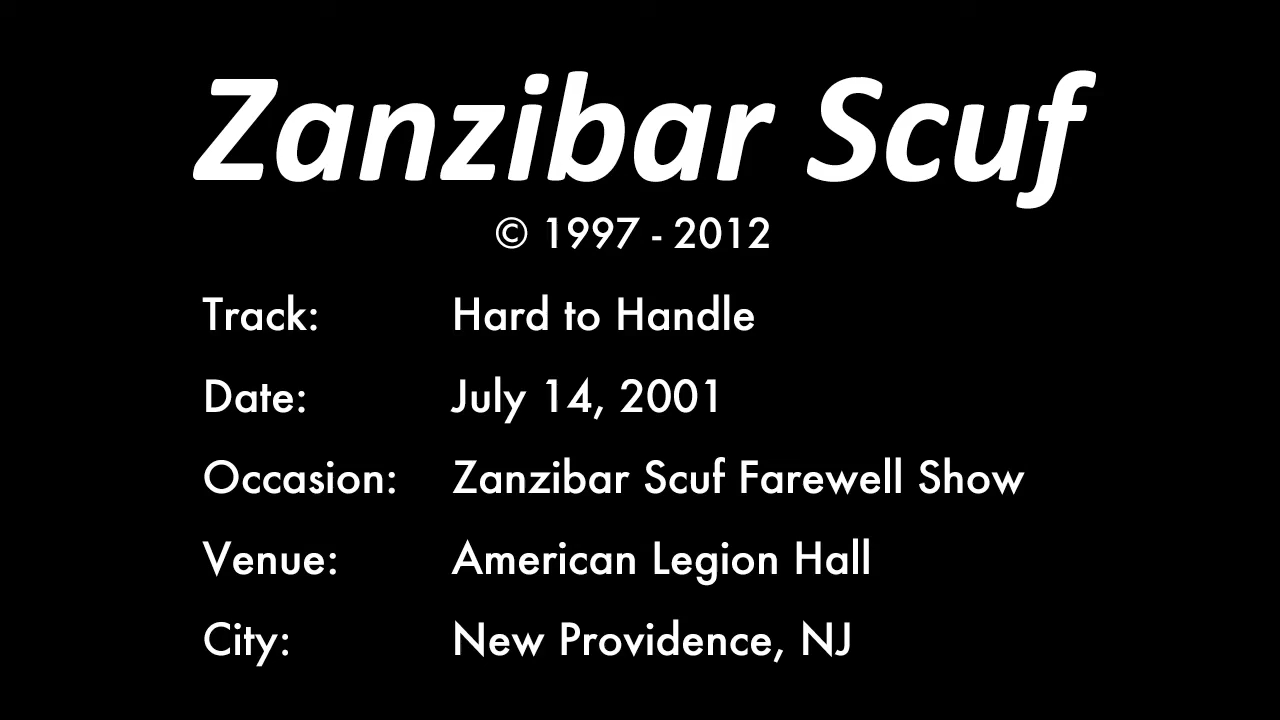 Zanzibar Scuf
© 1997 - 2012
Track: Hard to Handle
Date: July 14, 2001
Occasion: Zanzibar Scuf Farewell Show
Venue: American Legion Hall
City: New Providence, NJ